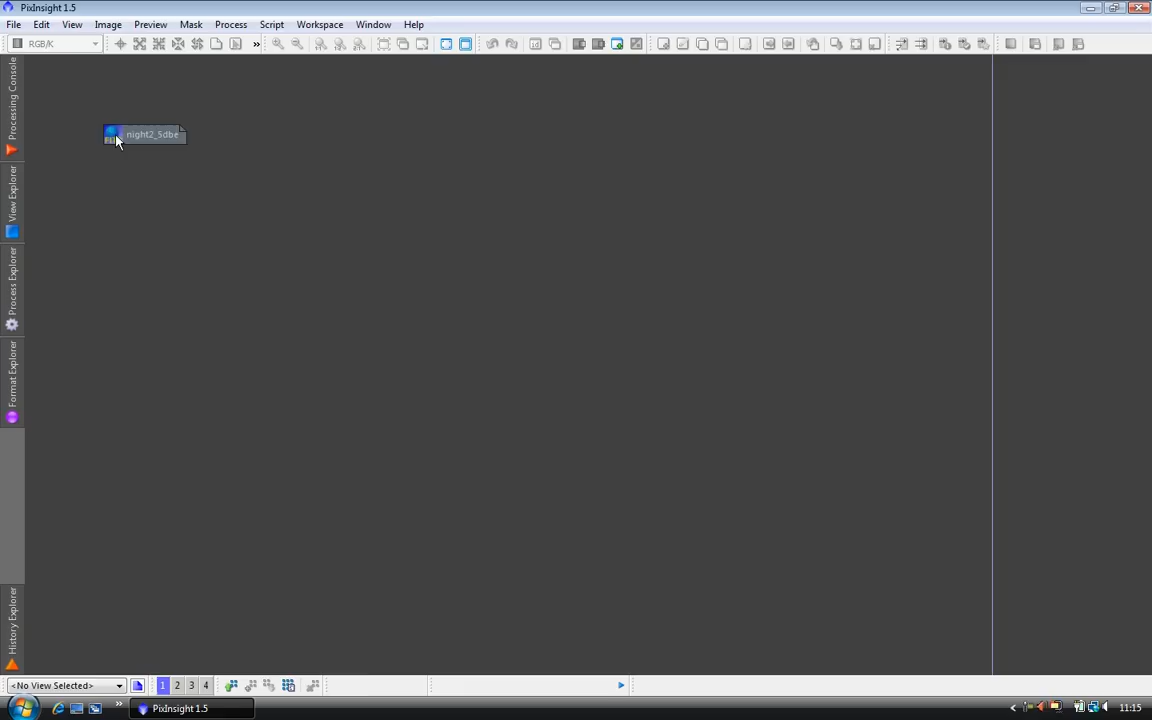 PixInsight 1.5
File Edit View Image Preview Mask Process Script Workspace Window Help
RGB/K
Processing Console
View Explorer
Process Explorer
Format Explorer
History Explorer
night2_5dbe
<No View Selected>
1 2 3 4
PixInsight 1.5
11:15